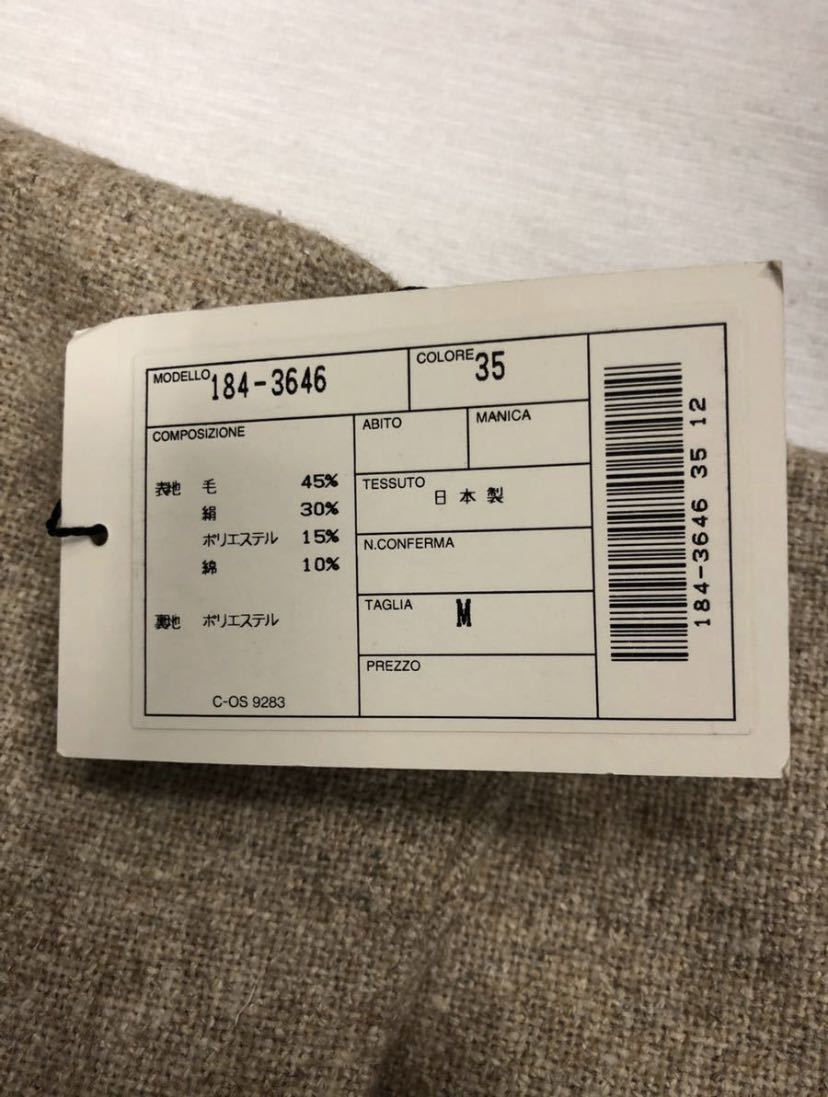 MODELLO 184-3646
COLORE 35
COMPOSIZIONE
表地 毛 45%
絹 30%
ポリエステル 15%
綿 10%
裏地 ポリエステル
C-OS 9283
ABITO
MANICA
TESSUTO 日本製
N.CONFERMA
TAGLIA M
PREZZO
184-3646 35 12